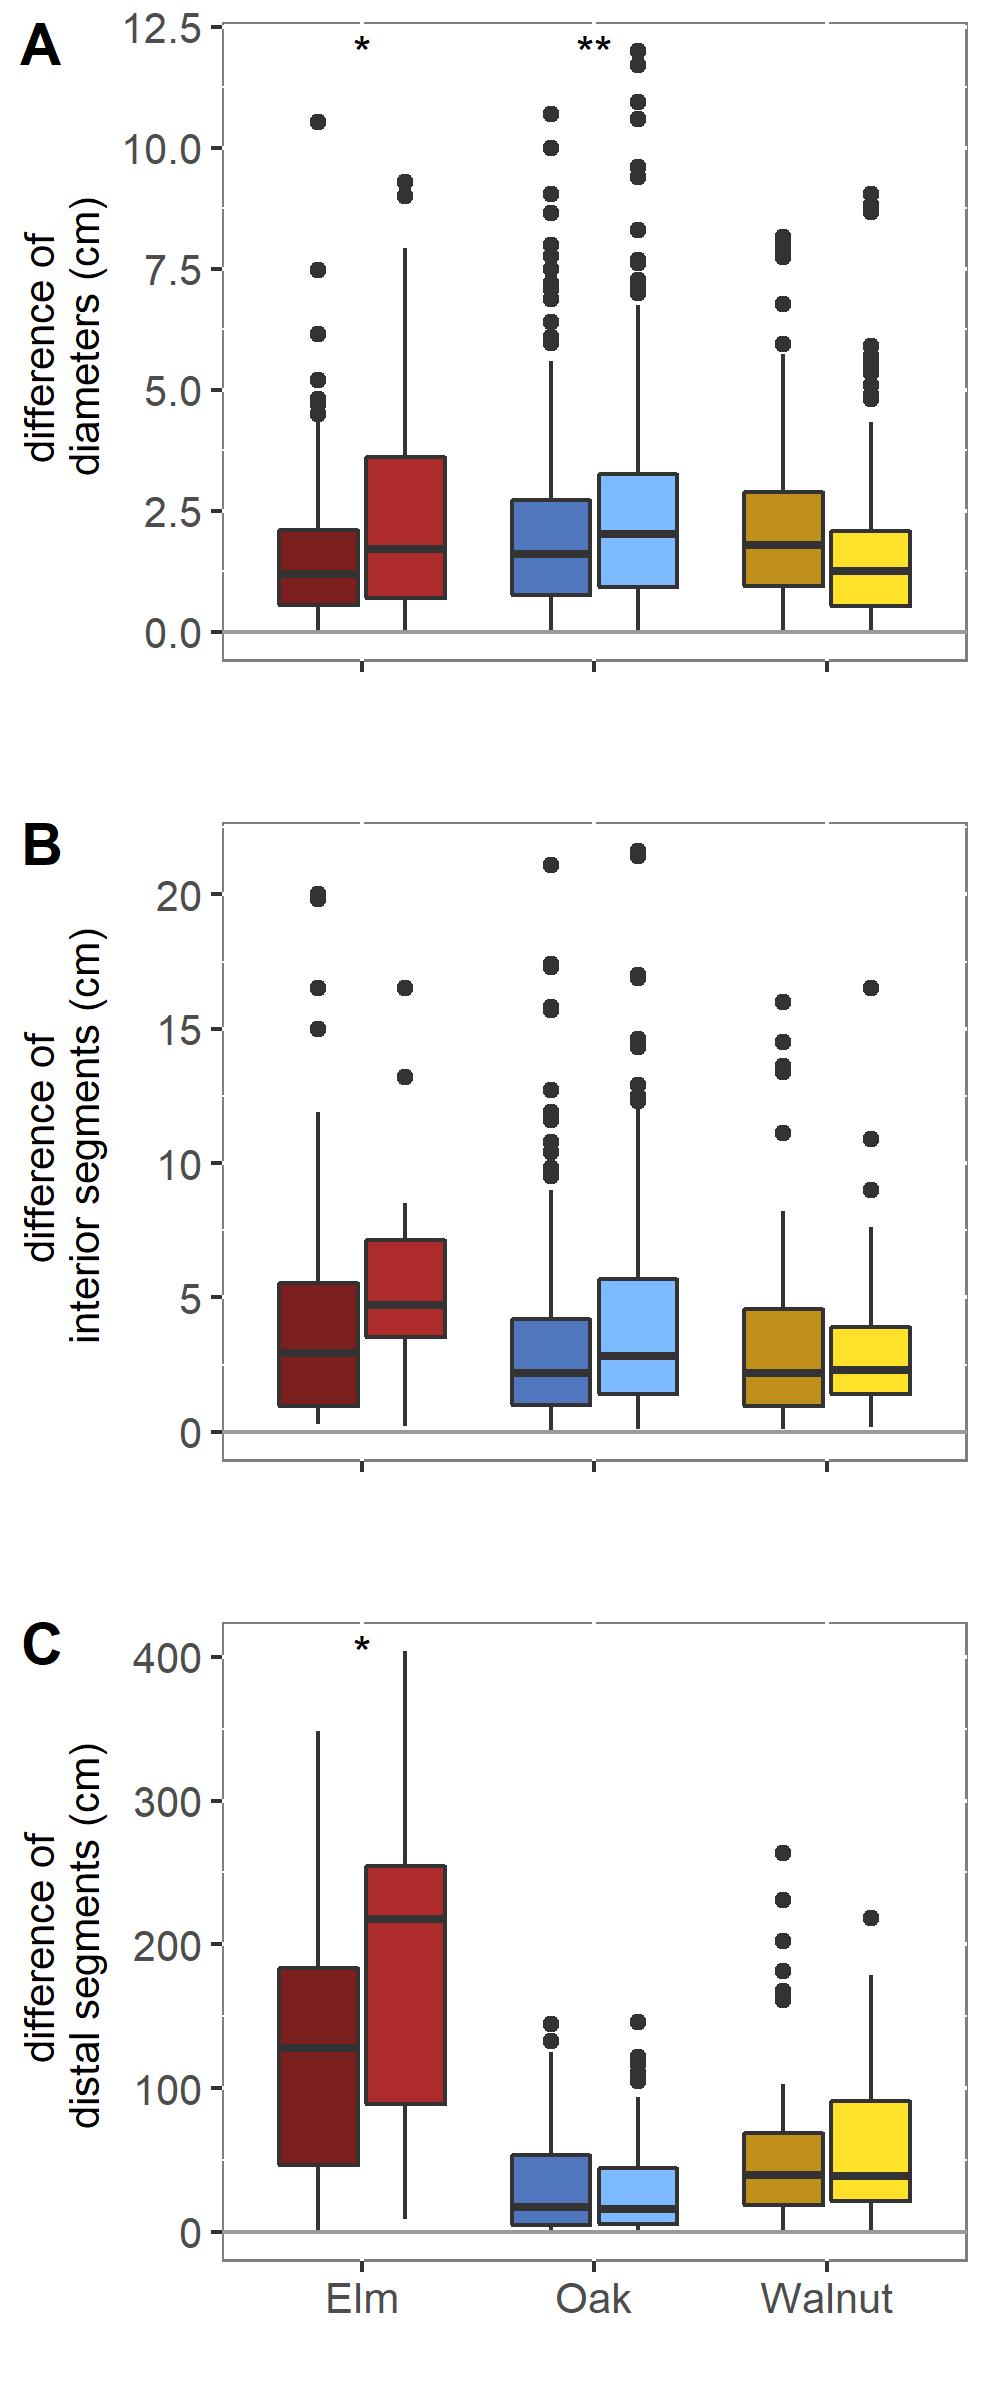 A
difference of
diameters (cm)
12.5
10.0
7.5
5.0
2.5
0.0
*
**
B
difference of
interior segments (cm)
20
15
10
5
0
C
difference of
distal segments (cm)
400
300
200
100
0
*
Elm
Oak
Walnut